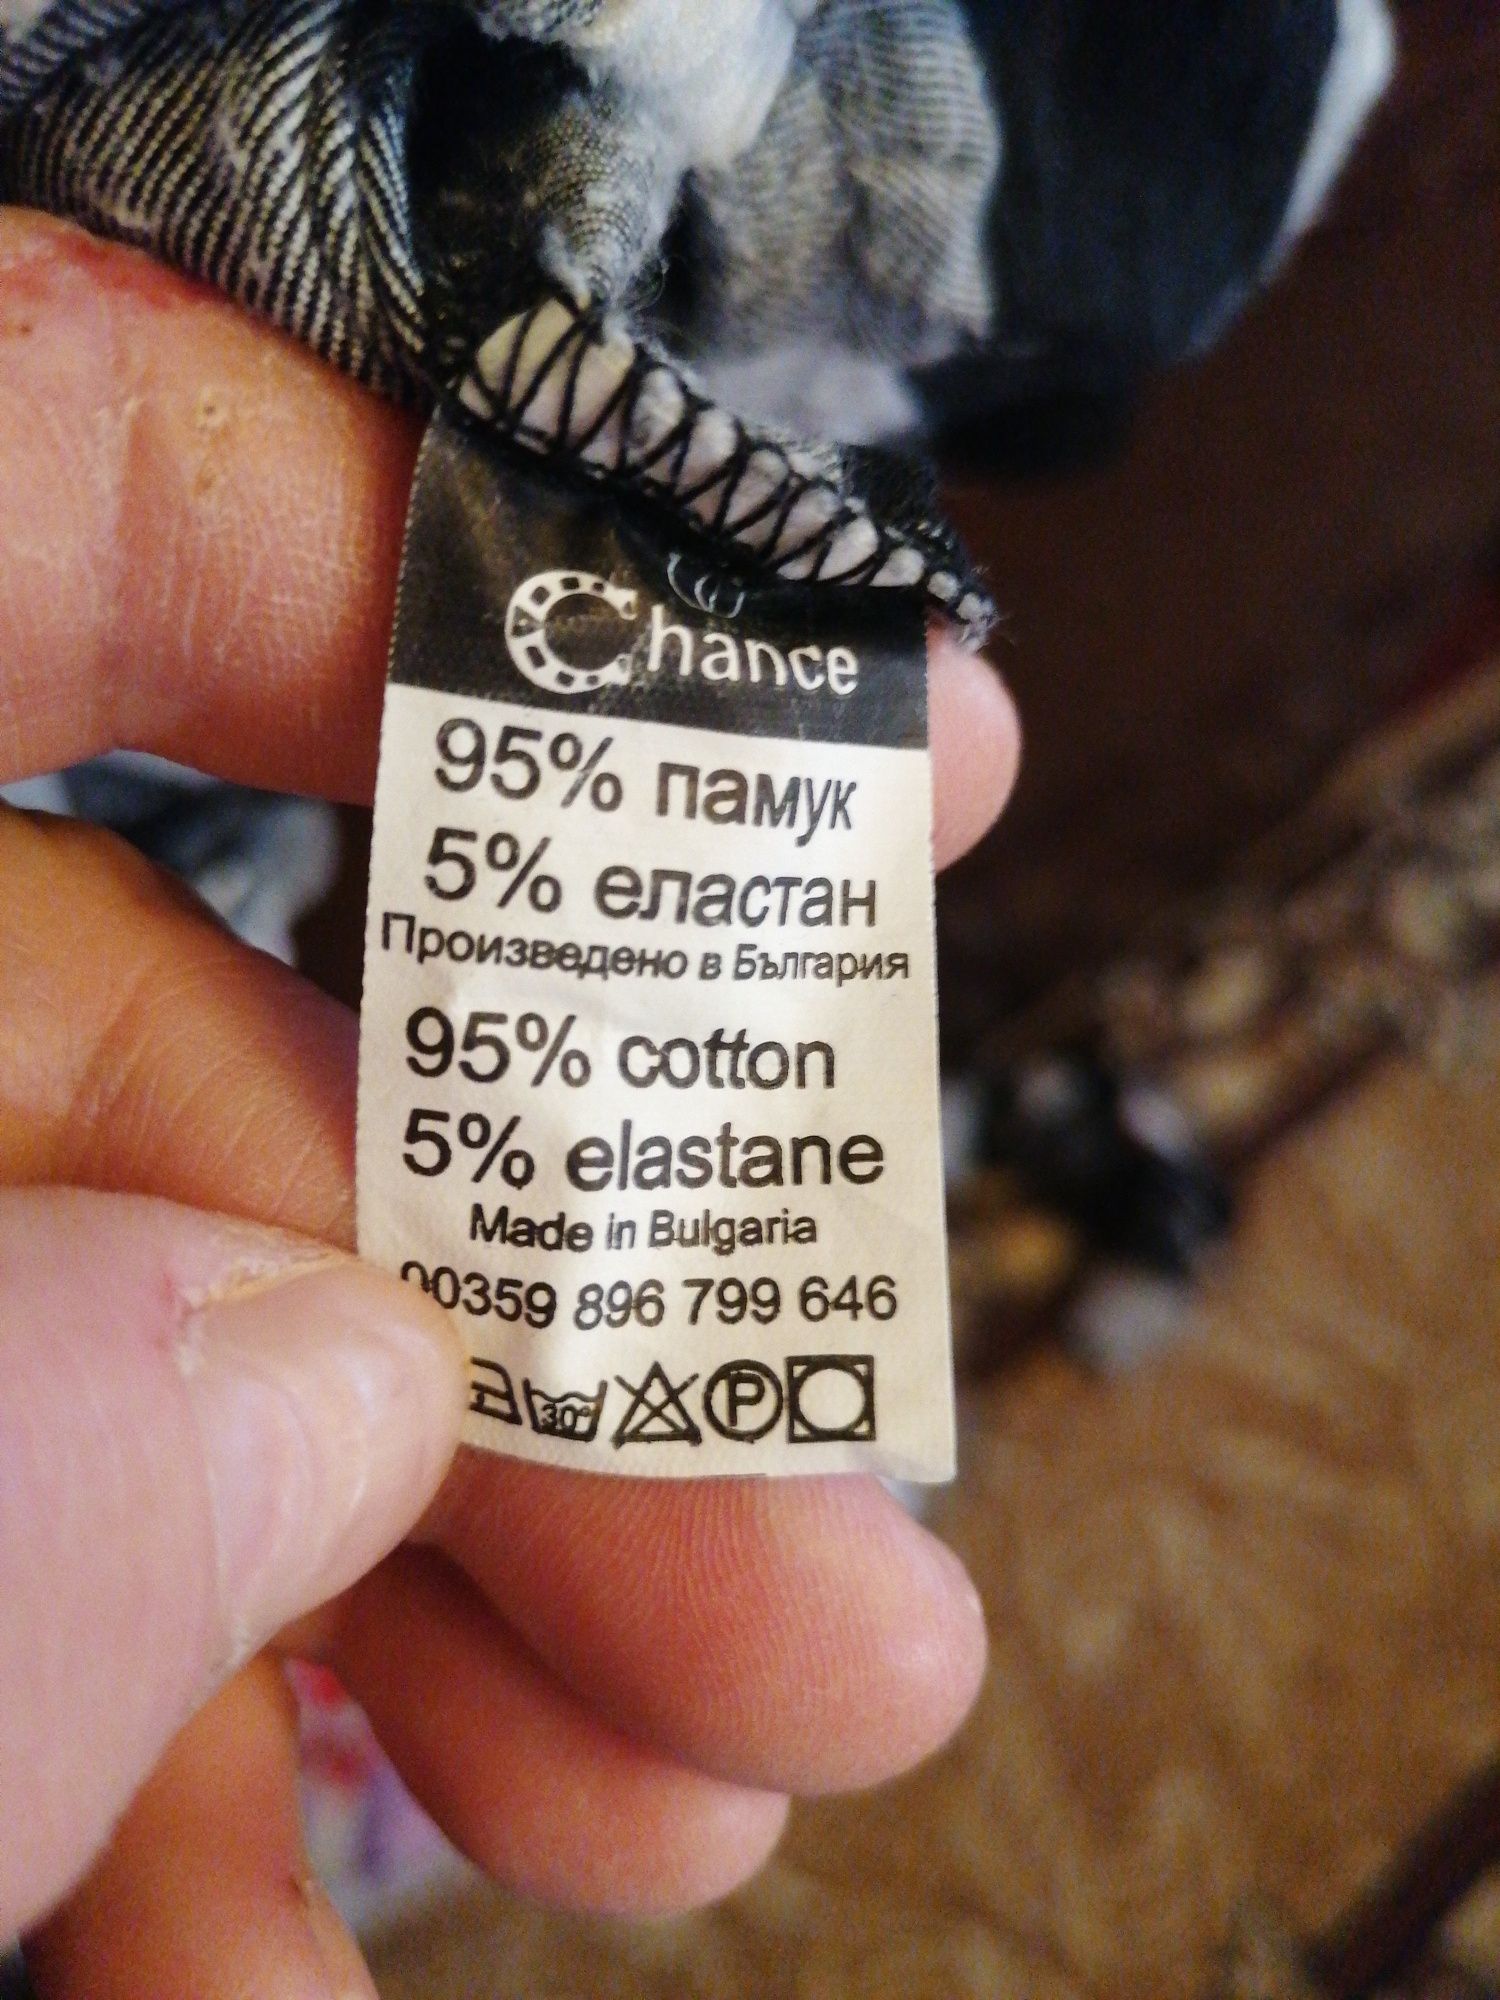 Chance
95% памук
5% еластан
Произведено в България
95% cotton
5% elastane
Made in Bulgaria
00359 896 799 646
30°
P